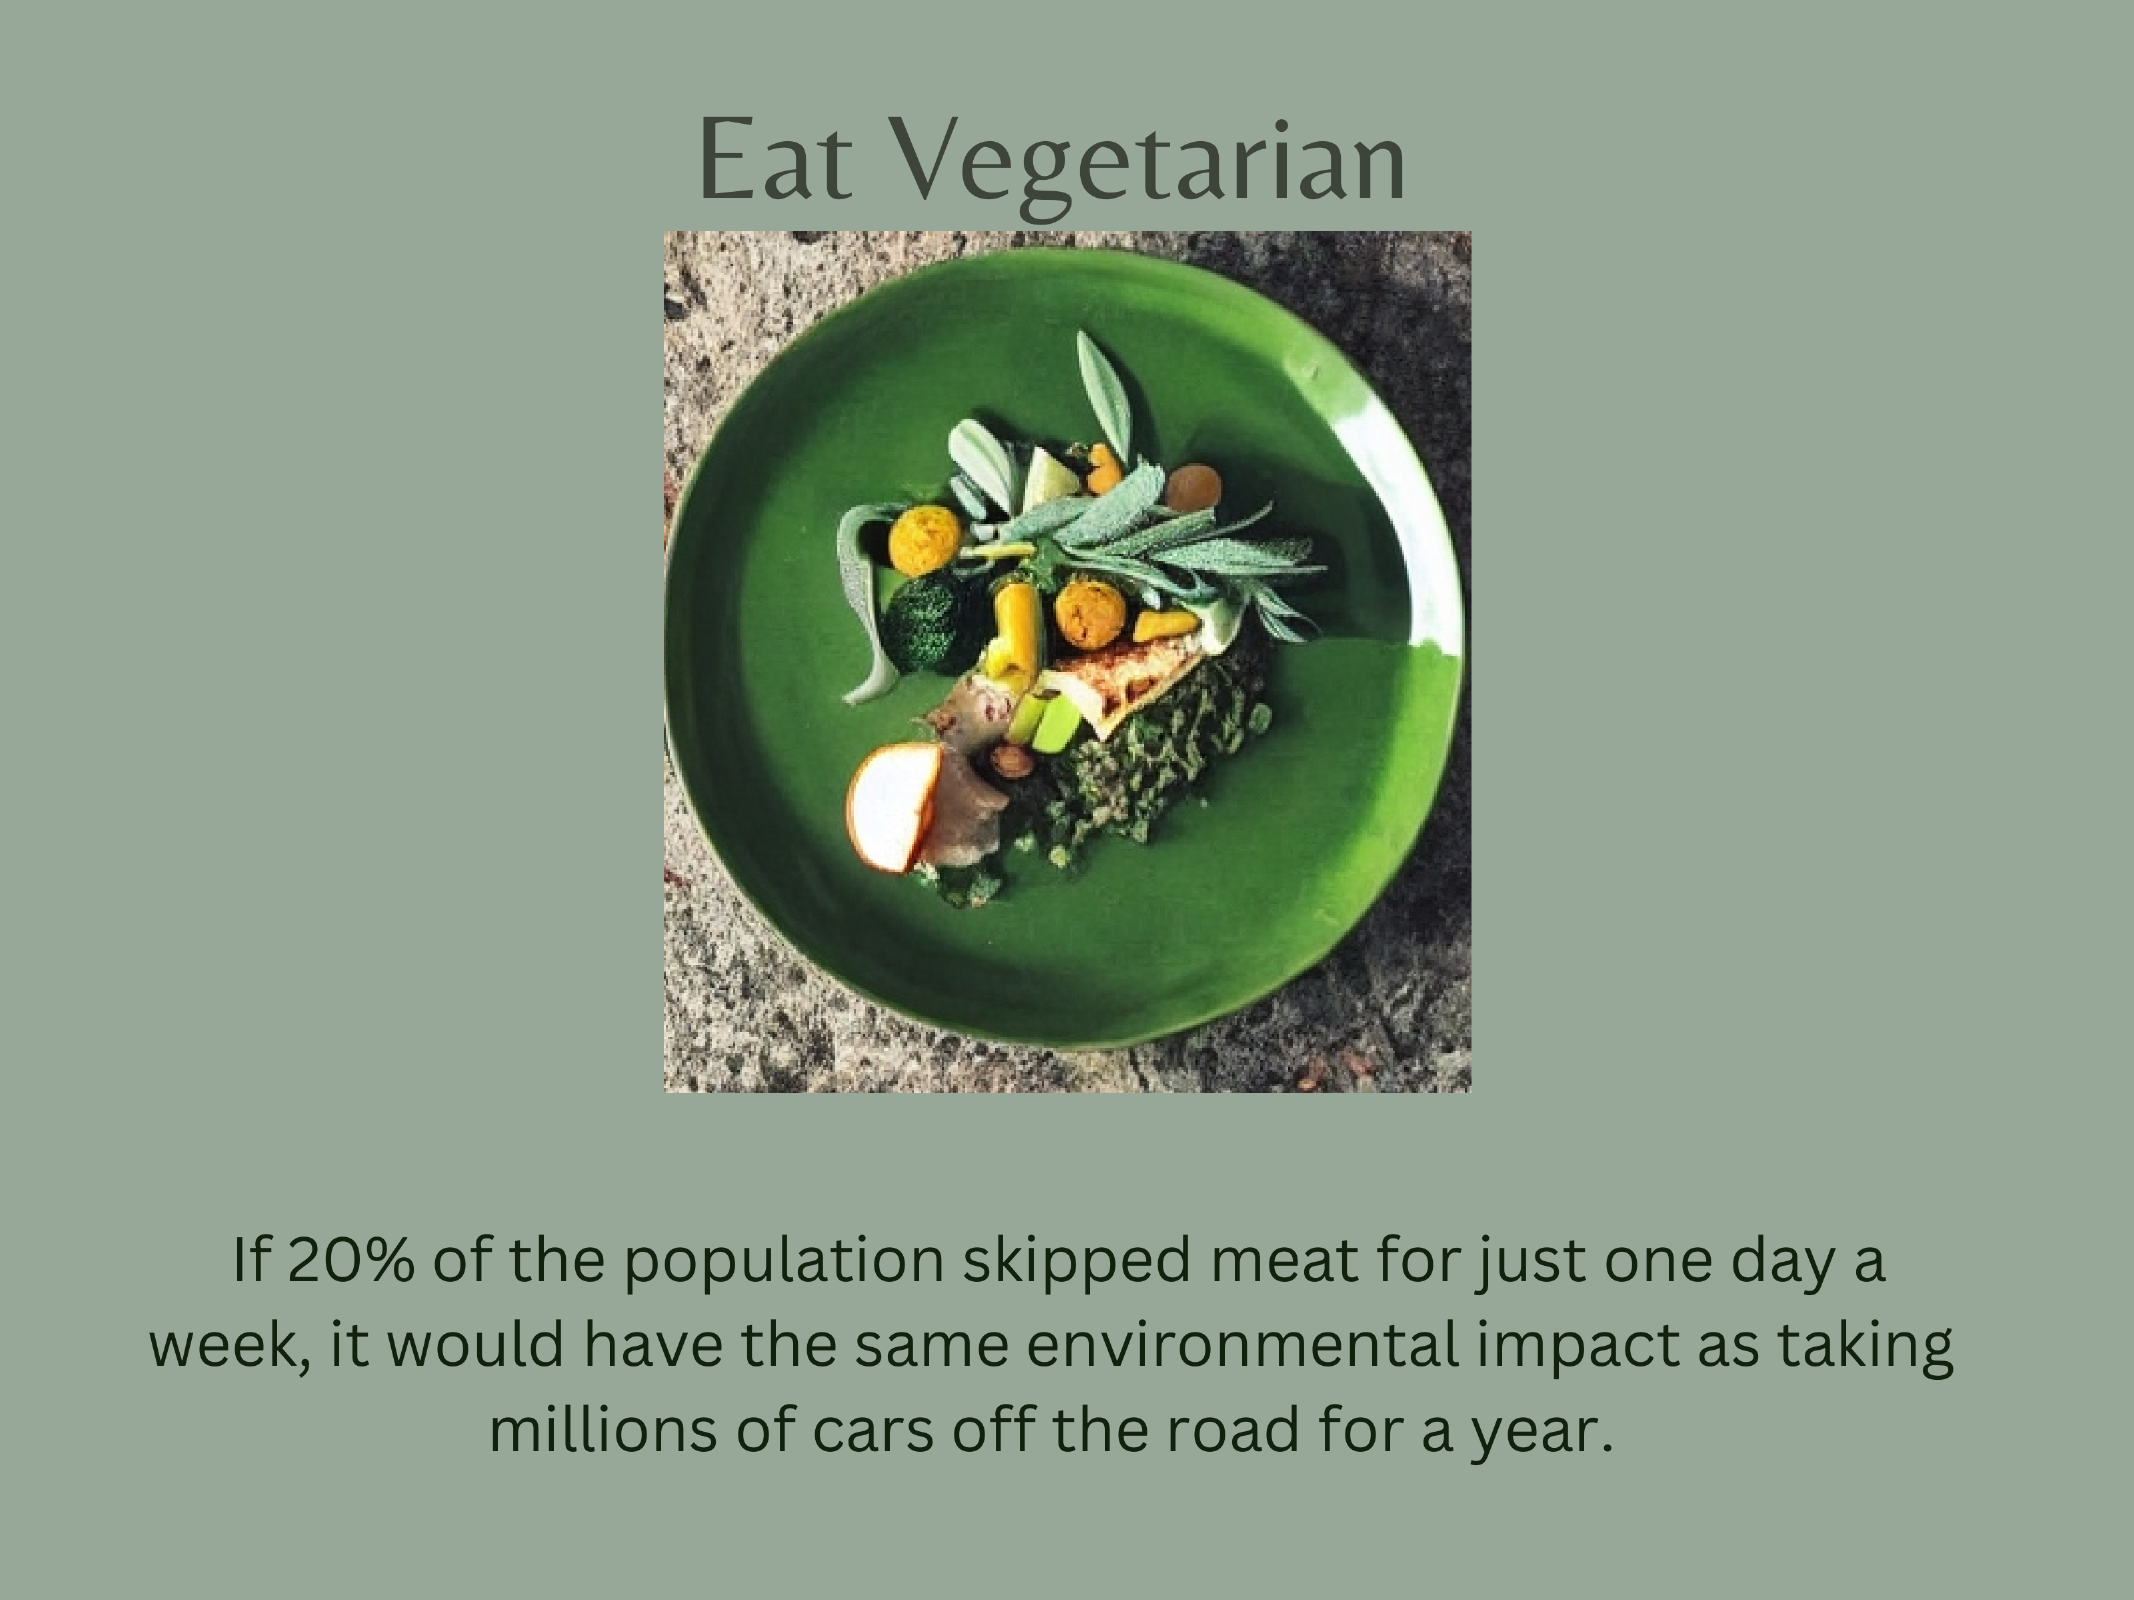 Eat Vegetarian
If 20% of the population skipped meat for just one day a
week, it would have the same environmental impact as taking
millions of cars off the road for a year.